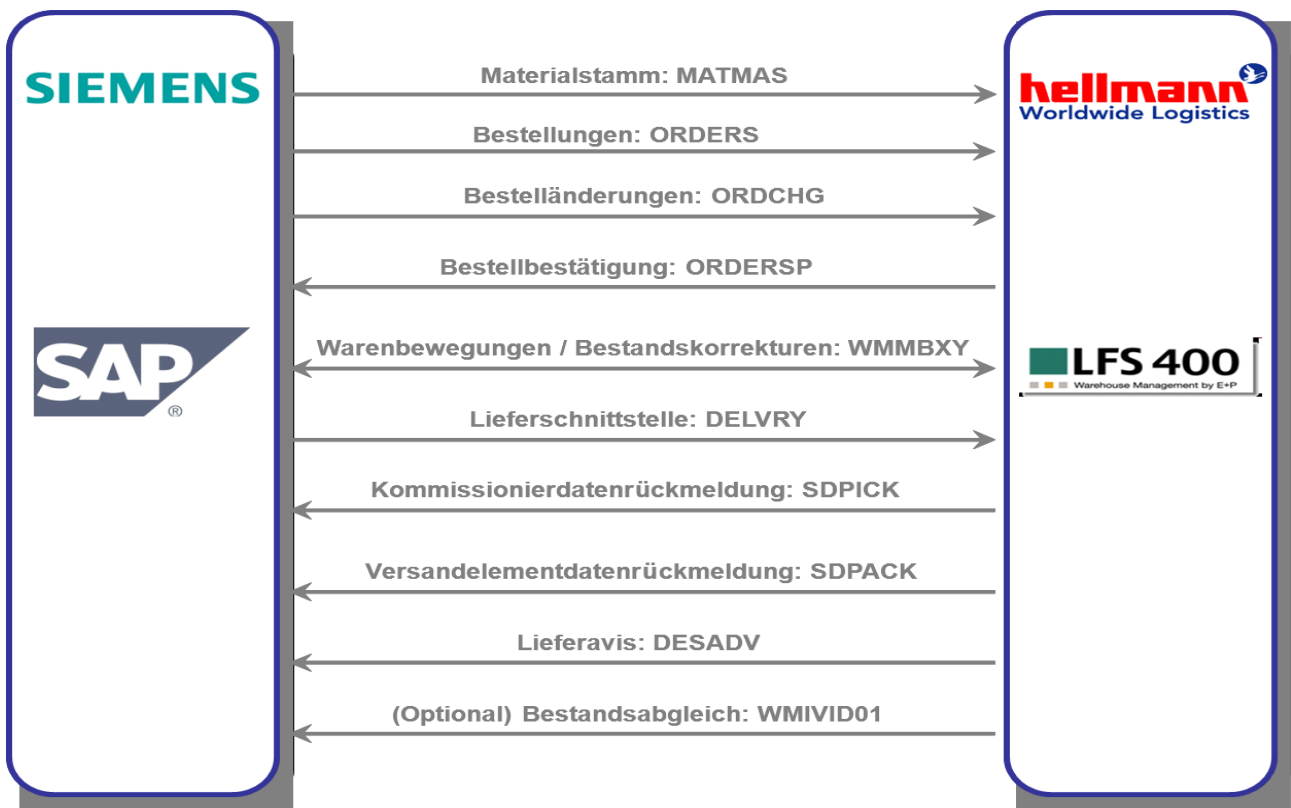 SIEMENS
hellmann
Worldwide Logistics
Materialstamm: MATMAS
Bestellungen: ORDERS
Bestelländerungen: ORDCHG
Bestellbestätigung: ORDERSP
Warenbewegungen / Bestandskorrekturen: WMMBXY
SAP
®
LFS 400
Warehouse Management by E+P
Lieferschnittstelle: DELVRY
Kommissionierdatenrückmeldung: SDPICK
Versandelementdatenrückmeldung: SDPACK
Lieferavis: DESADV
(Optional) Bestandsabgleich: WMIVID01